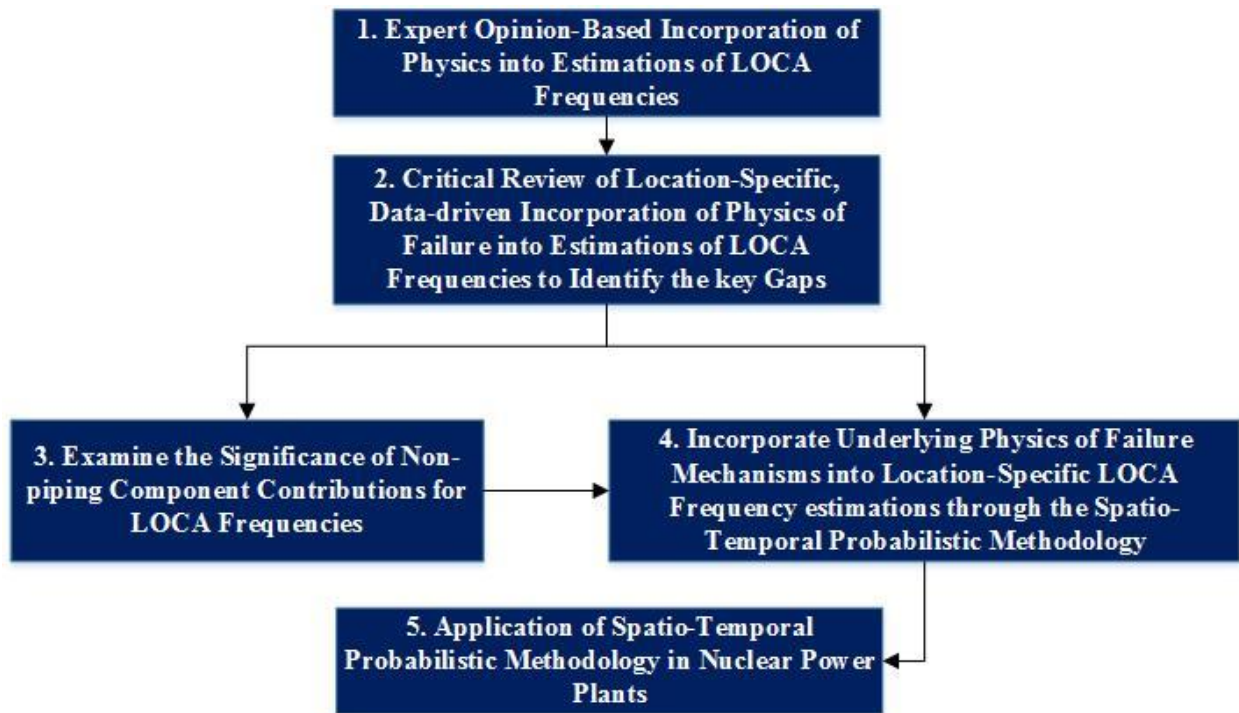 1. Expert Opinion-Based Incorporation of
Physics into Estimations of LOCA
Frequencies
2. Critical Review of Location-Specific,
Data-driven Incorporation of Physics of
Failure into Estimations of LOCA
Frequencies to Identify the key Gaps
3. Examine the Significance of Non-
piping Component Contributions for
LOCA Frequencies
4. Incorporate Underlying Physics of Failure
Mechanisms into Location-Specific LOCA
Frequency estimations through the Spatio-
Temporal Probabilistic Methodology
5. Application of Spatio-Temporal
Probabilistic Methodology in Nuclear Power
Plants